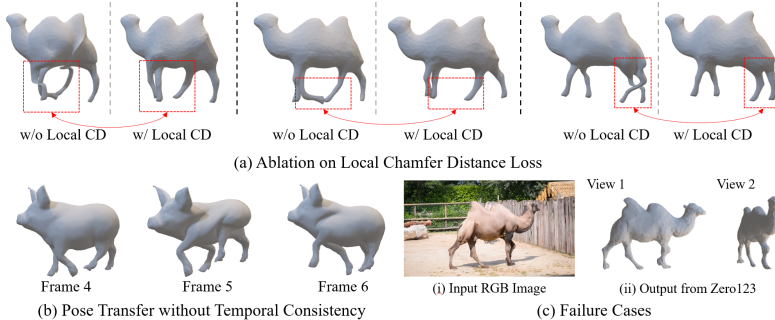 w/o Local CD
w/ Local CD
w/o Local CD
w/ Local CD
w/o Local CD
w/ Local CD
(a) Ablation on Local Chamfer Distance Loss
View 1
View 2
Frame 4
Frame 5
Frame 6
(i) Input RGB Image
(ii) Output from Zero123
(b) Pose Transfer without Temporal Consistency
(c) Failure Cases